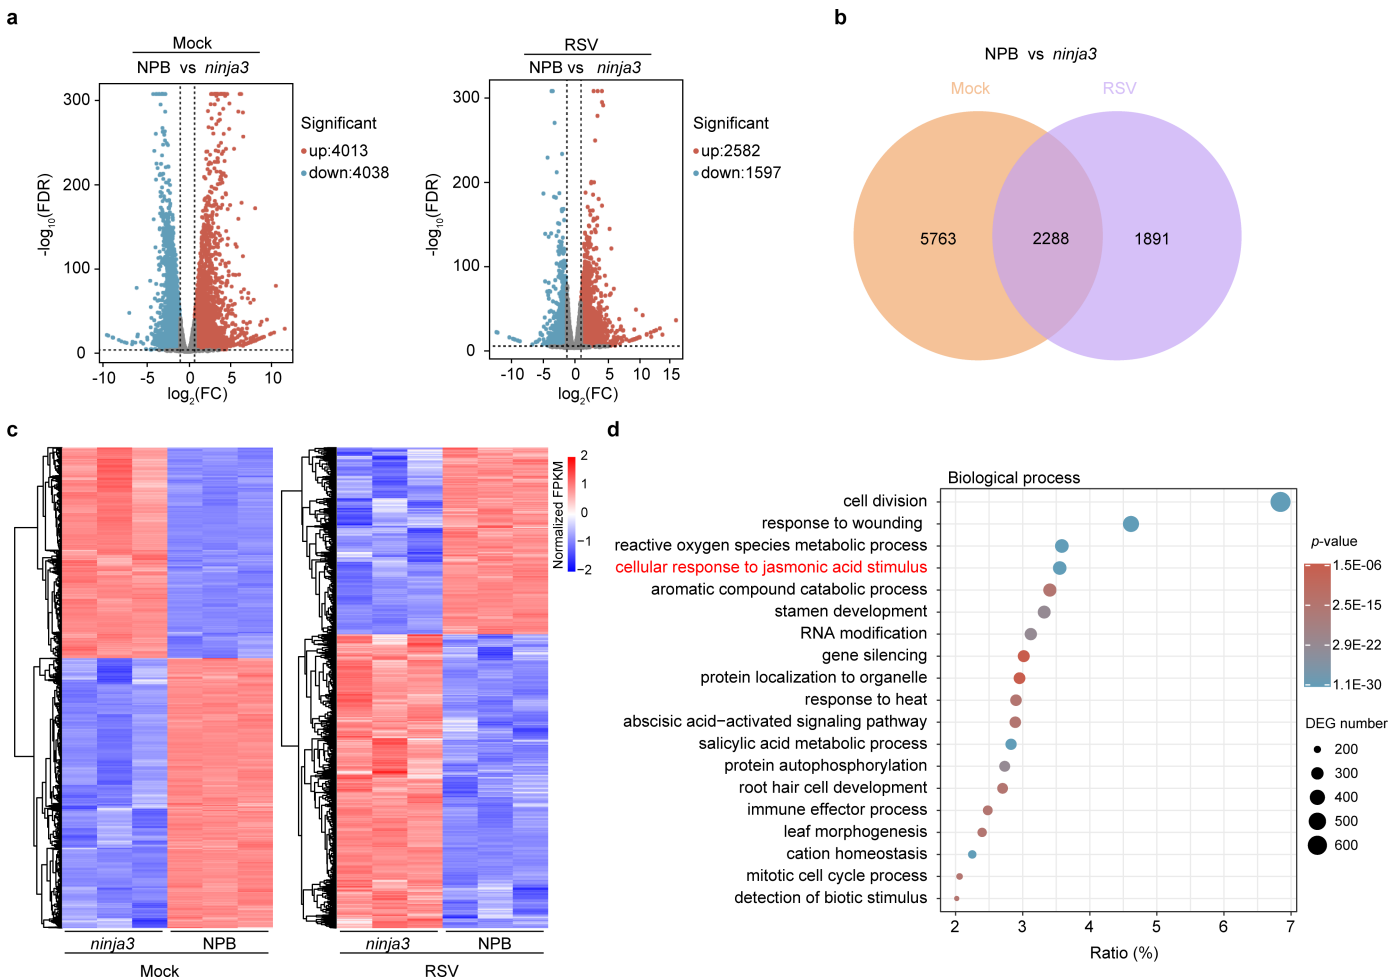 a
Mock
NPB vs ninja3
300
200
100
0
-log10(FDR)
-10 -5 0 5 10
log2(FC)
Significant
up:4013
down:4038
RSV
NPB vs ninja3
300
200
100
0
-log10(FDR)
-10 -5 0 5 10 15
log2(FC)
Significant
up:2582
down:1597
b
NPB vs ninja3
Mock RSV
5763 2288 1891
c
2
1
0
−1
−2
Normalized FPKM
ninja3 NPB
Mock
ninja3 NPB
RSV
d
Biological process
cell division
response to wounding
reactive oxygen species metabolic process
cellular response to jasmonic acid stimulus
aromatic compound catabolic process
stamen development
RNA modification
gene silencing
protein localization to organelle
response to heat
abscisic acid−activated signaling pathway
salicylic acid metabolic process
protein autophosphorylation
root hair cell development
immune effector process
leaf morphogenesis
cation homeostasis
mitotic cell cycle process
detection of biotic stimulus
2 3 4 5 6 7
Ratio (%)
p-value
1.5E-06
2.5E-15
2.9E-22
1.1E-30
DEG number
200
300
400
500
600